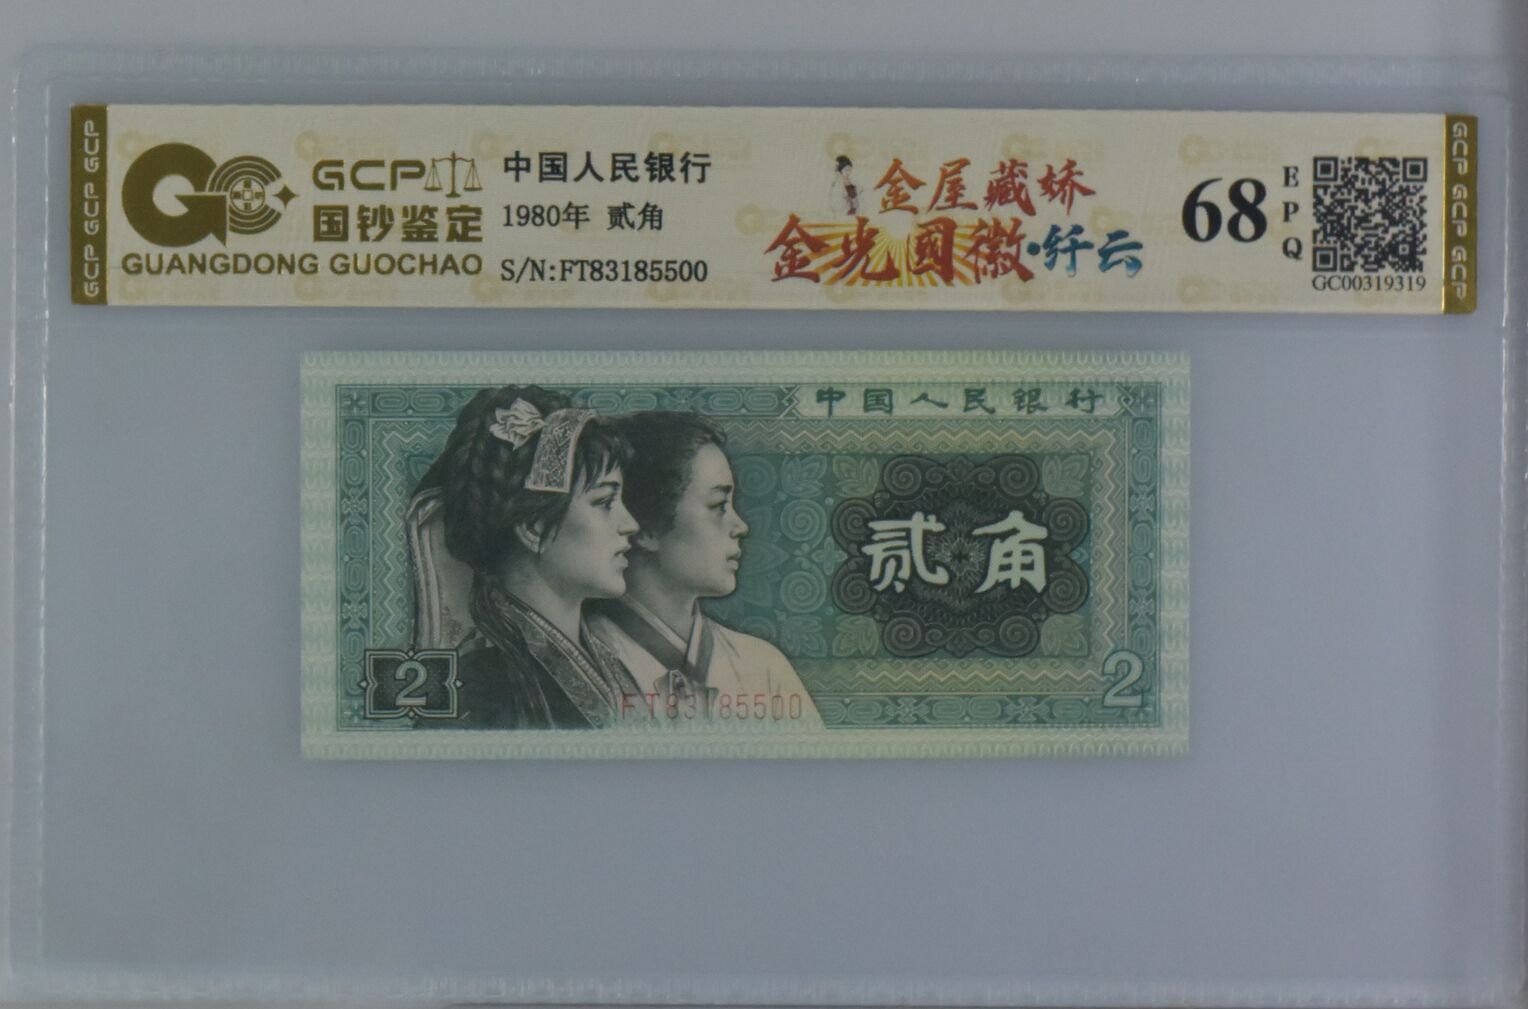 GCP GCP GCP
GCP
国钞鉴定
GUANGDONG GUOCHAO
中国人民银行
1980年 贰角
S/N:FT83185500
金屋藏娇
金光國徽·纤云
68
EPQ
GC00319319
GCP GCP GCP
中国人民银行
贰角
2
2
FT83185500